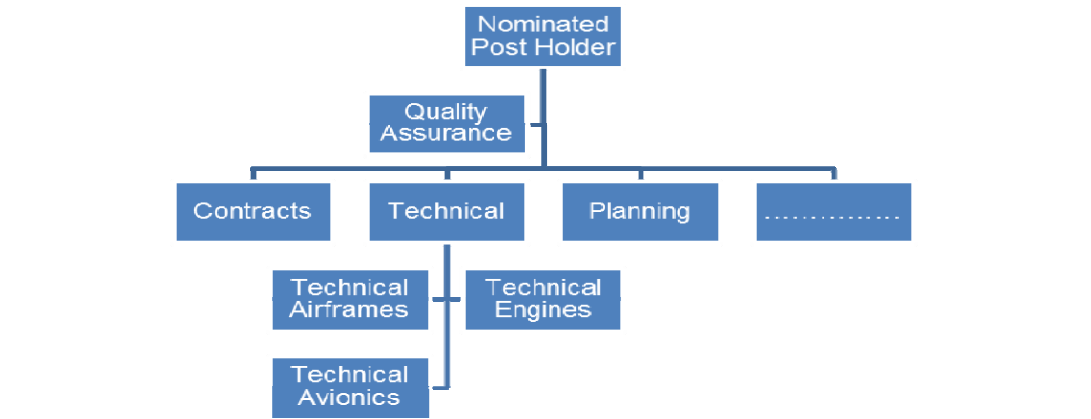 Nominated
Post Holder
Quality
Assurance
Contracts
Technical
Planning
...............
Technical
Airframes
Technical
Engines
Technical
Avionics